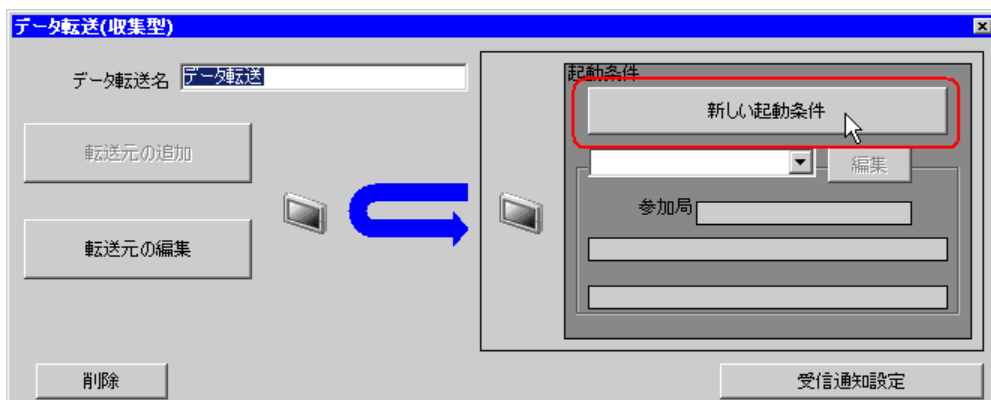 データ転送(収集型)
データ転送名 データ転送
起動条件
新しい起動条件
転送元の追加
編集
参加局
転送元の編集
削除
受信通知設定